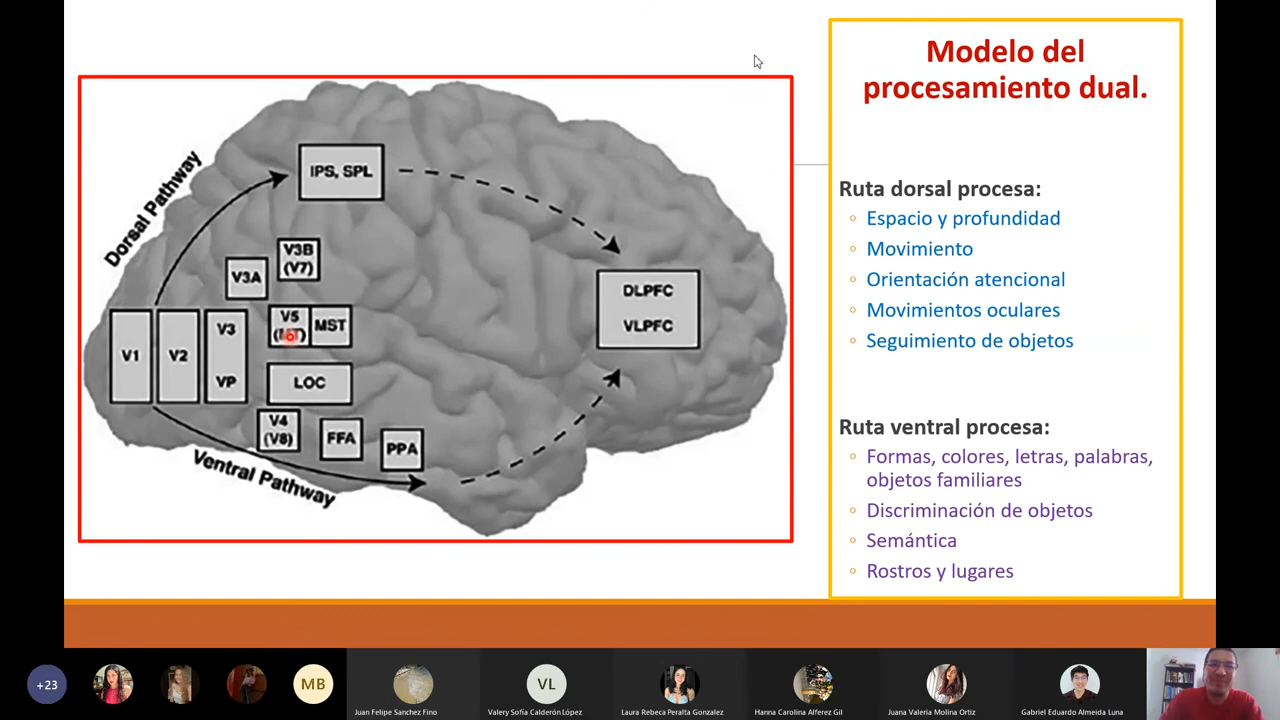 Modelo del
procesamiento dual.
Ruta dorsal procesa:
Espacio y profundidad
Movimiento
Orientación atencional
Movimientos oculares
Seguimiento de objetos
Ruta ventral procesa:
Formas, colores, letras, palabras,
objetos familiares
Discriminación de objetos
Semántica
Rostros y lugares
Dorsal Pathway
IPS, SPL
V3B
(V7)
V3A
V5
MST
V1
V2
V3
VP
LOC
V4
(V8)
FFA
PPA
DLPFC
VLPFC
Ventral Pathway
+23
MB
VL
Juan Felipe Sanchez Fino
Valery Sofía Calderón López
Laura Rebeca Peralta Gonzalez
Hanna Carolina Alferez Gil
Juana Valeria Molina Ortiz
Gabriel Eduardo Almeida Luna